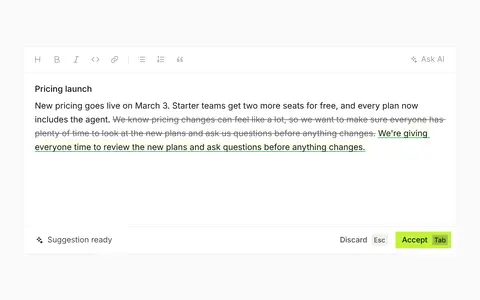 H B I
Ask AI
Pricing launch
New pricing goes live on March 3. Starter teams get two more seats for free, and every plan now
includes the agent. We know pricing changes can feel like a lot, so we want to make sure everyone has
plenty of time to look at the new plans and ask us questions before anything changes. We're giving
everyone time to review the new plans and ask questions before anything changes.
Suggestion ready
Discard Esc
Accept Tab